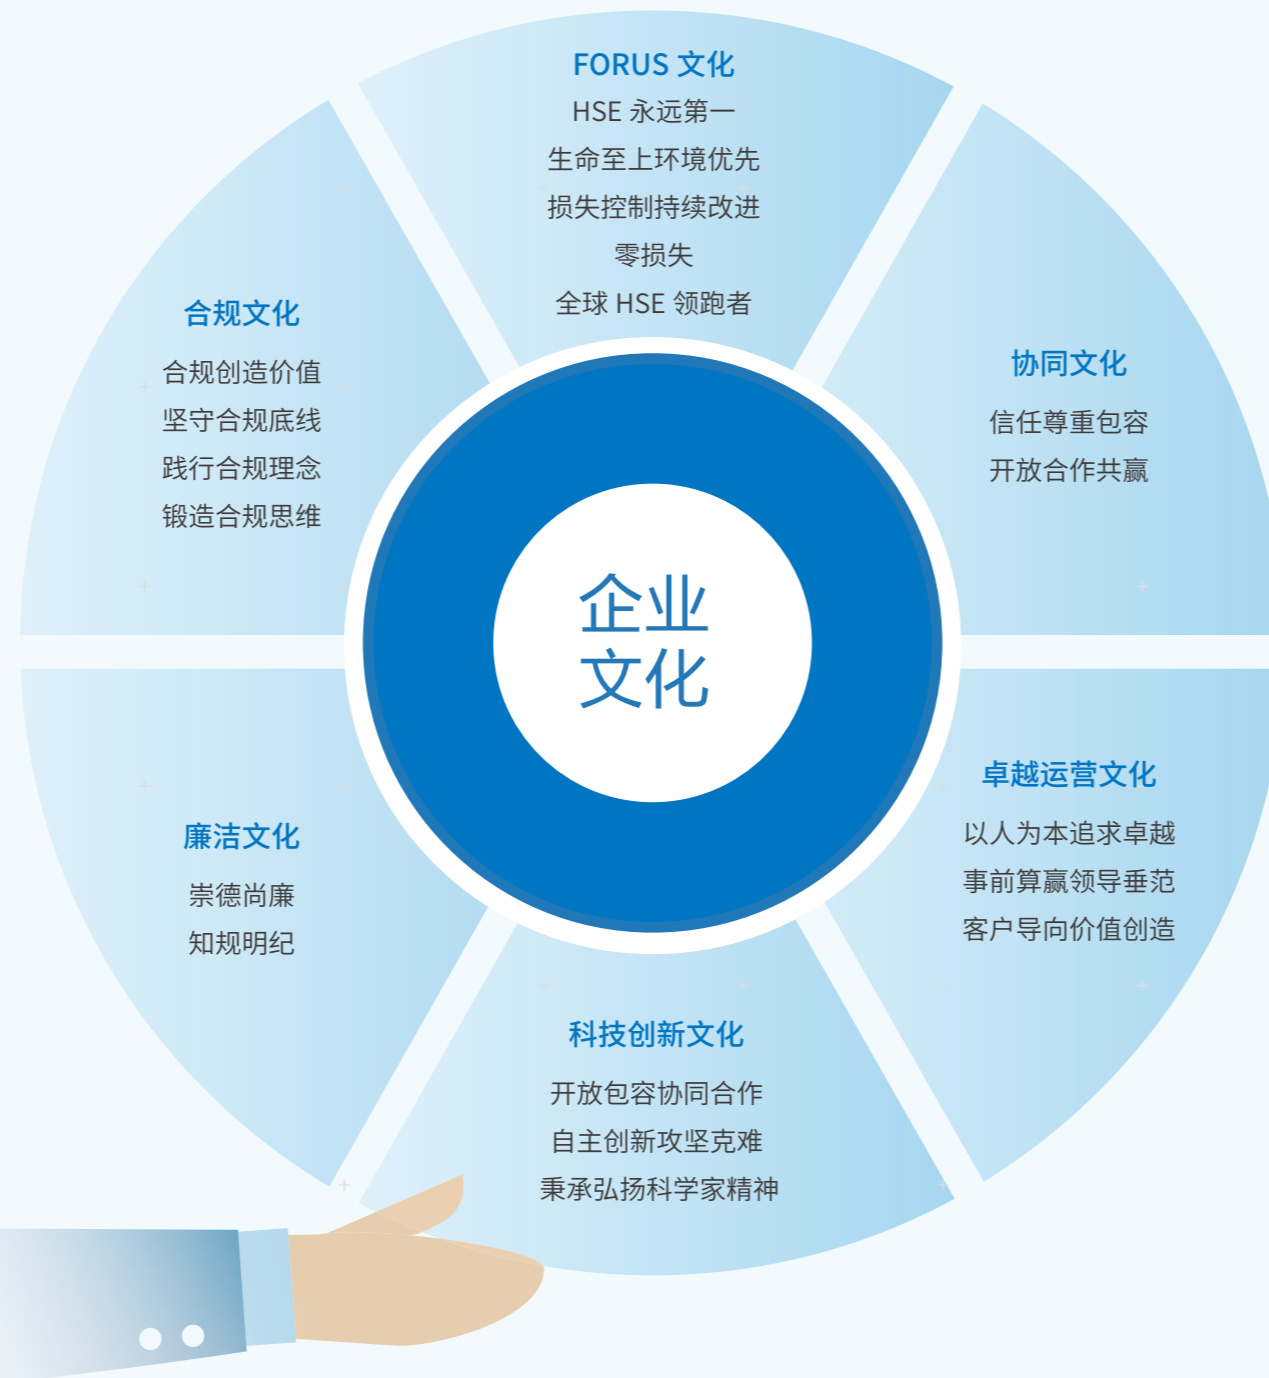 FORUS 文化
HSE 永远第一
生命至上环境优先
损失控制持续改进
零损失
全球 HSE 领跑者
协同文化
信任尊重包容
开放合作共赢
卓越运营文化
以人为本追求卓越
事前算赢领导垂范
客户导向价值创造
科技创新文化
开放包容协同合作
自主创新攻坚克难
秉承弘扬科学家精神
廉洁文化
崇德尚廉
知规明纪
合规文化
合规创造价值
坚守合规底线
践行合规理念
锻造合规思维
企业
文化